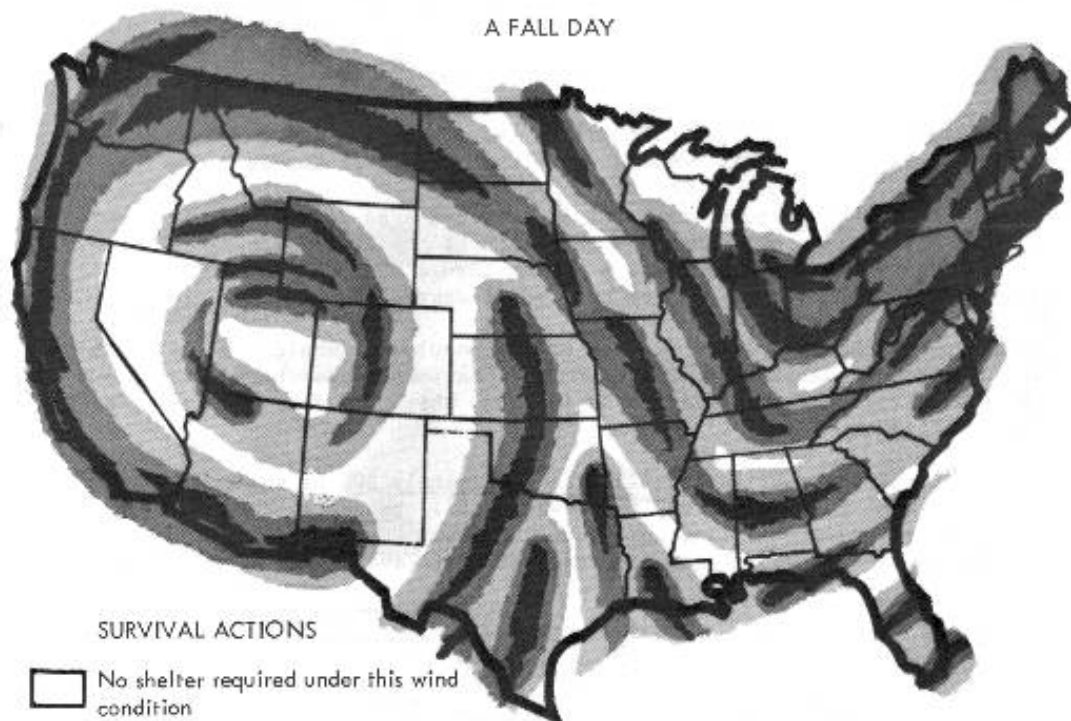 A FALL DAY
SURVIVAL ACTIONS
No shelter required under this wind
condition